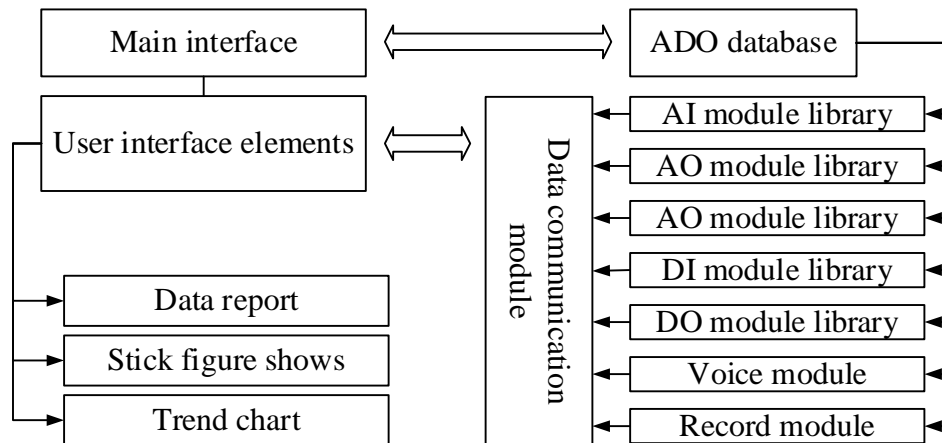 Main interface
ADO database
User interface elements
Data communication
module
AI module library
AO module library
AO module library
DI module library
DO module library
Voice module
Record module
Data report
Stick figure shows
Trend chart